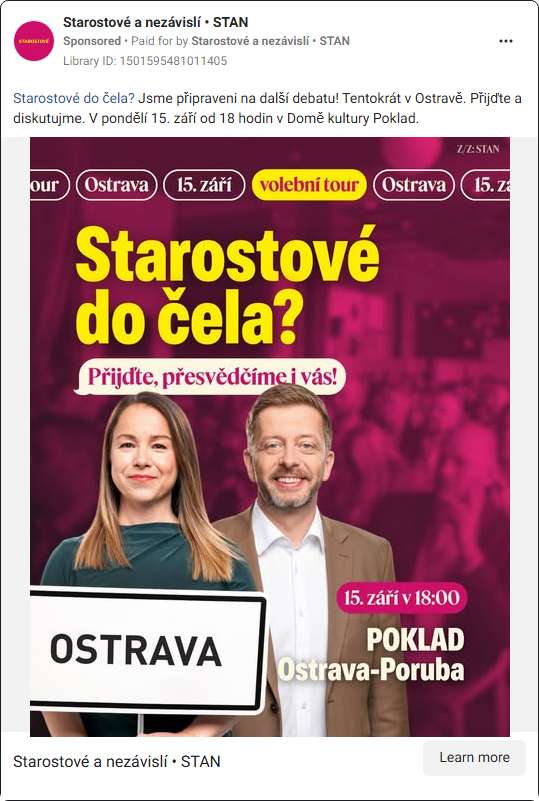 Starostové a nezávislí • STAN
Sponsored • Paid for by Starostové a nezávislí • STAN
Library ID: 1501595481011405
STAROSTOVÉ
Starostové do čela? Jsme připraveni na další debatu! Tentokrát v Ostravě. Přijďte a
diskutujme. V pondělí 15. září od 18 hodin v Domě kultury Poklad.
Z/Z: STAN
our Ostrava 15. září volební tour Ostrava 15. zá
Starostové
do čela?
Přijďte, přesvědčíme i vás!
OSTRAVA
15. září v 18:00
POKLAD
Ostrava-Poruba
Starostové a nezávislí • STAN
Learn more